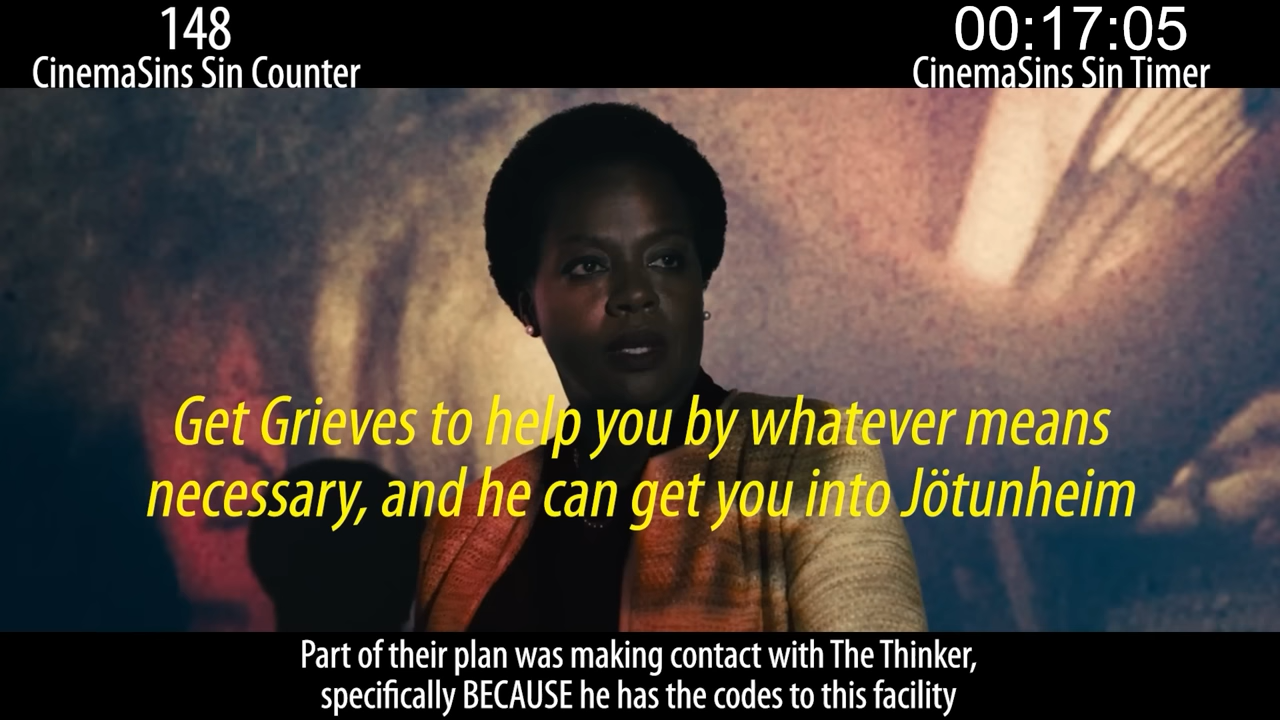 148
CinemaSins Sin Counter
00:17:05
CinemaSins Sin Timer
Get Grieves to help you by whatever means
necessary, and he can get you into Jötunheim
Part of their plan was making contact with The Thinker,
specifically BECAUSE he has the codes to this facility